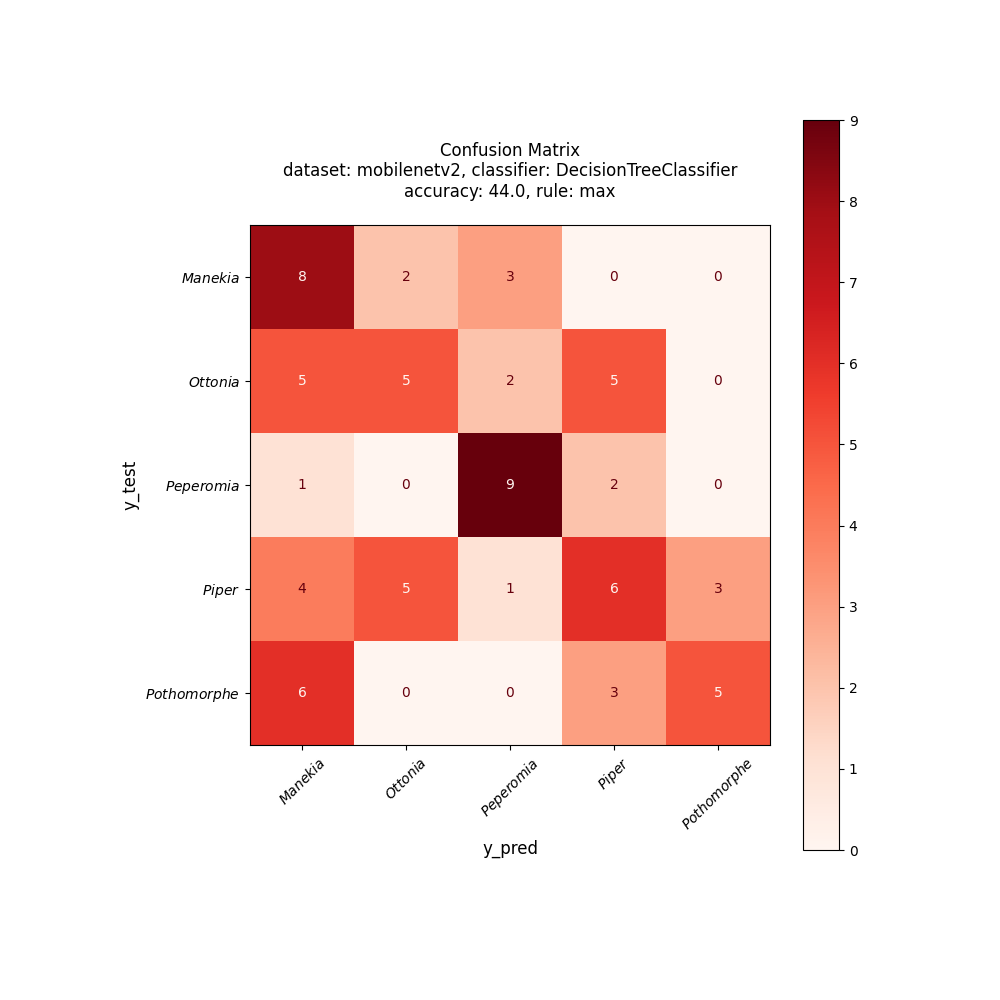 Confusion Matrix
dataset: mobilenetv2, classifier: DecisionTreeClassifier
accuracy: 44.0, rule: max
Manekia 8 2 3 0 0
Ottonia 5 5 2 5 0
Peperomia 1 0 9 2 0
Piper 4 5 1 6 3
Pothomorphe 6 0 0 3 5
Manekia Ottonia Peperomia Piper Pothomorphe
y_pred
y_test
9
8
7
6
5
4
3
2
1
0